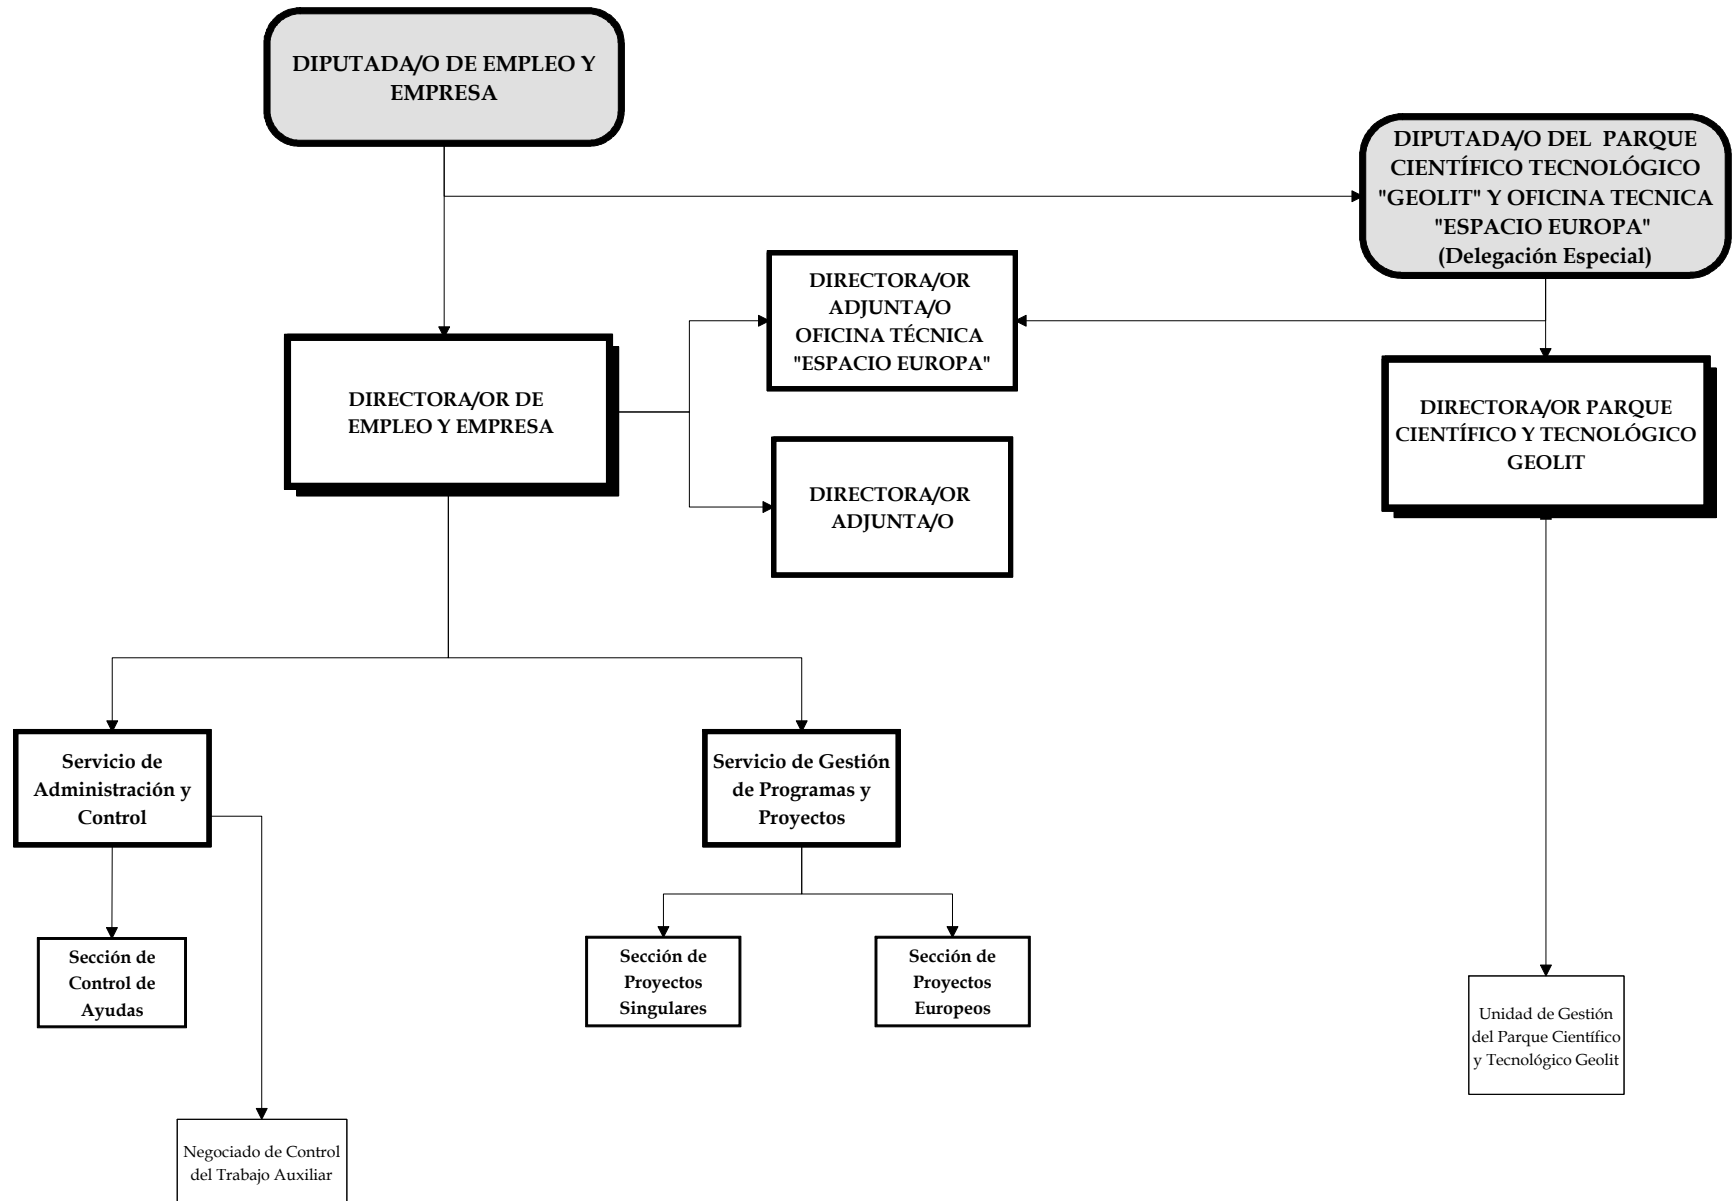 DIPUTADA/O DE EMPLEO Y
EMPRESA
DIPUTADA/O DEL PARQUE
CIENTÍFICO TECNOLÓGICO
"GEOLIT" Y OFICINA TECNICA
"ESPACIO EUROPA"
(Delegación Especial)
DIRECTORA/OR
ADJUNTA/O
OFICINA TÉCNICA
"ESPACIO EUROPA"
DIRECTORA/OR DE
EMPLEO Y EMPRESA
DIRECTORA/OR PARQUE
CIENTÍFICO Y TECNOLÓGICO
GEOLIT
DIRECTORA/OR
ADJUNTA/O
Servicio de
Administración y
Control
Servicio de Gestión
de Programas y
Proyectos
Sección de
Control de
Ayudas
Sección de
Proyectos
Singulares
Sección de
Proyectos
Europeos
Unidad de Gestión
del Parque Científico
y Tecnológico Geolit
Negociado de Control
del Trabajo Auxiliar